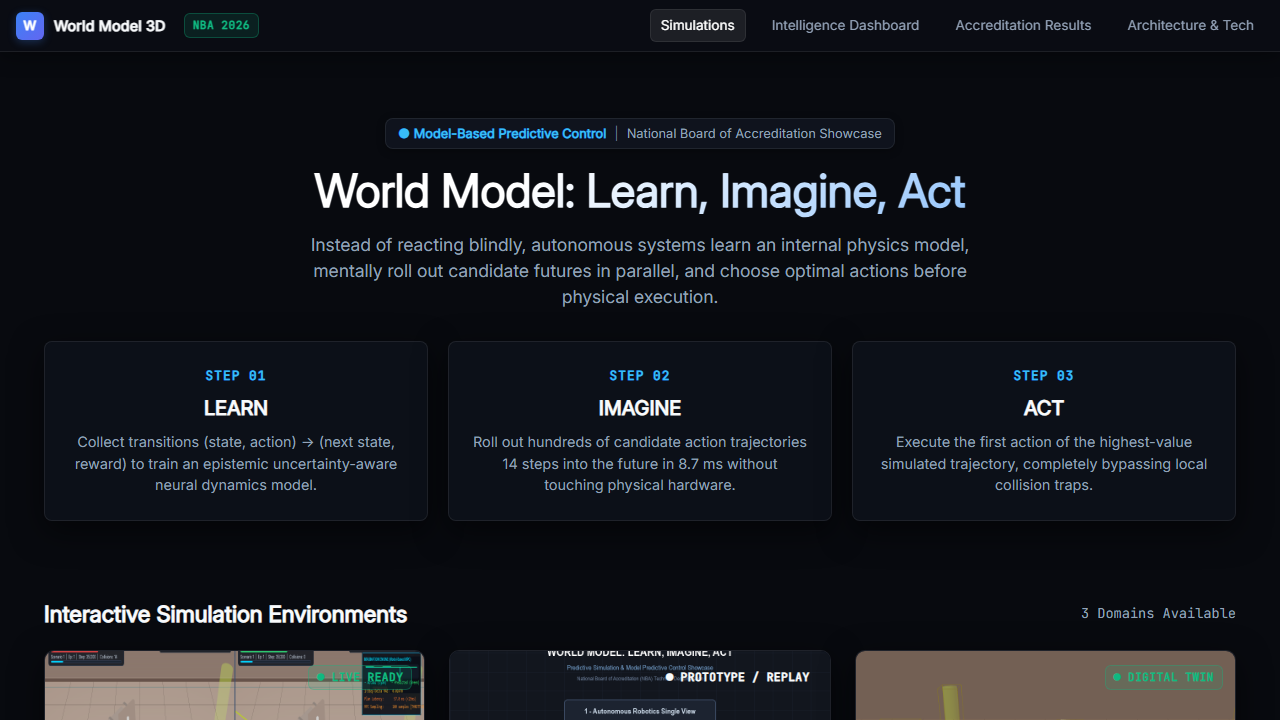 W World Model 3D NBA 2026 Simulations Intelligence Dashboard Accreditation Results Architecture & Tech
Model-Based Predictive Control | National Board of Accreditation Showcase
World Model: Learn, Imagine, Act
Instead of reacting blindly, autonomous systems learn an internal physics model,
mentally roll out candidate futures in parallel, and choose optimal actions before
physical execution.
STEP 01
LEARN
Collect transitions (state, action) → (next state,
reward) to train an epistemic uncertainty-aware
neural dynamics model.
STEP 02
IMAGINE
Roll out hundreds of candidate action trajectories
14 steps into the future in 8.7 ms without
touching physical hardware.
STEP 03
ACT
Execute the first action of the highest-value
simulated trajectory, completely bypassing local
collision traps.
Interactive Simulation Environments
3 Domains Available
LIVE READY
WORLD MODEL: LEARN, IMAGINE, ACT
Predictive Simulation & Model Predictive Control Showcase
National Board of Accreditation (NBA)
PROTOTYPE / REPLAY
1 - Autonomous Robotics Single View
DIGITAL TWIN